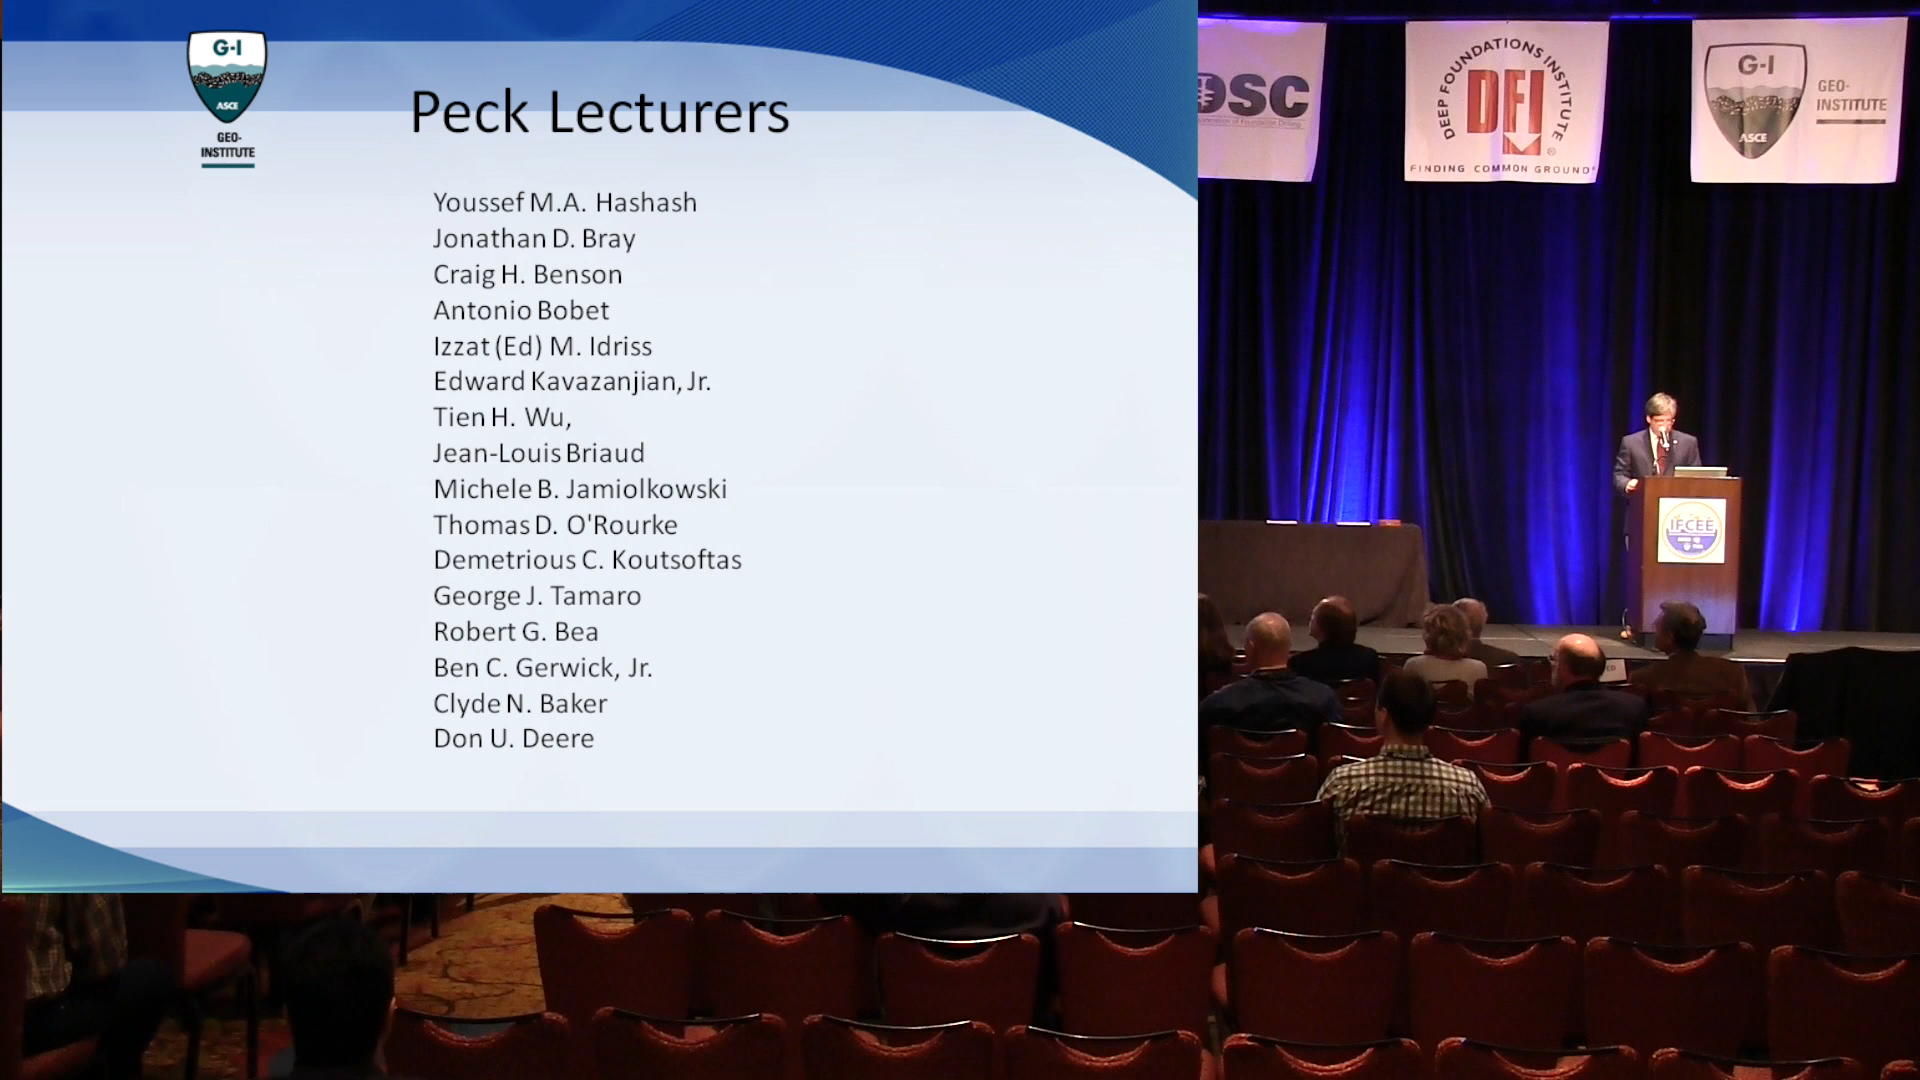 G-I
ASCE
GEO-
INSTITUTE
Peck Lecturers
Youssef M.A. Hashash
Jonathan D. Bray
Craig H. Benson
Antonio Bobet
Izzat (Ed) M. Idriss
Edward Kavazanjian, Jr.
Tien H. Wu,
Jean-Louis Briaud
Michele B. Jamiolkowski
Thomas D. O'Rourke
Demetrious C. Koutsoftas
George J. Tamaro
Robert G. Bea
Ben C. Gerwick, Jr.
Clyde N. Baker
Don U. Deere
DSC
DEEP FOUNDATIONS INSTITUTE
DFI
®
FINDING COMMON GROUND
G-I
ASCE
GEO-
INSTITUTE
IFCEE